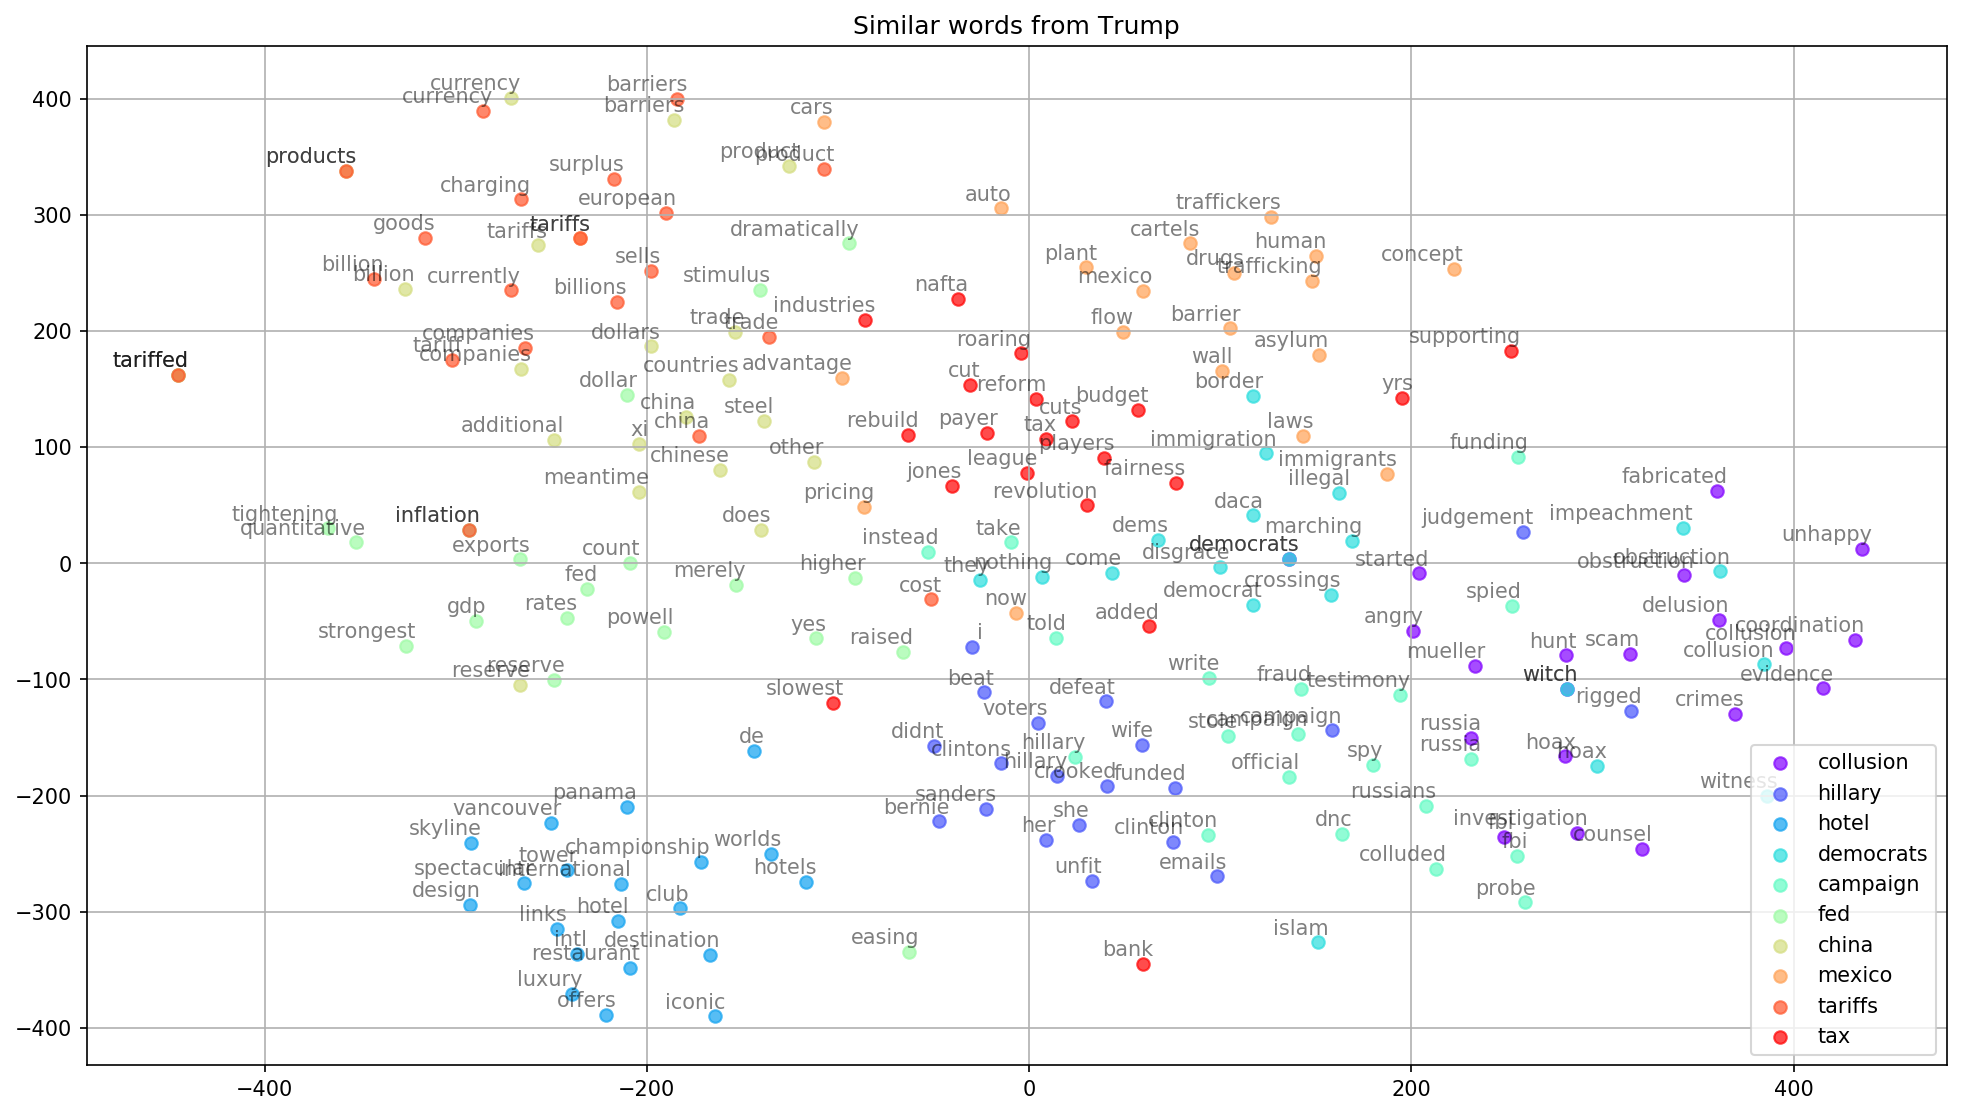 Similar words from Trump
currency
currency
barriers
barriers
cars
products
product
product
surplus
charging
european
auto
traffickers
goods
tariffs
tariffs
dramatically
cartels
human
plant
drugs
trafficking
concept
sells
billion
billion
currently
stimulus
mexico
billions
industries
nafta
flow
barrier
trade
trade
dollars
companies
tariff
companies
roaring
asylum
supporting
tariffed
countries
advantage
wall
cut
reform
border
yrs
dollar
budget
china
steel
cuts
china
rebuild
payer
tax
laws
additional
xi
players
immigration
funding
other
chinese
league
fairness
immigrants
illegal
meantime
jones
fabricated
pricing
revolution
daca
tightening
quantitative
inflation
does
instead
take
dems
marching
judgement
impeachment
unhappy
exports
count
they
nothing
come
disgrace
democrats
started
obstruction
obstruction
fed
merely
higher
cost
democrat
crossings
spied
gdp
rates
now
added
delusion
strongest
powell
yes
raised
i
told
angry
hunt
scam
collusion
coordination
mueller
collusion
reserve
reserve
slowest
beat
defeat
write
fraud
testimony
witch
evidence
rigged
crimes
de
didnt
voters
wife
stole
campaign
campaign
russia
russia
clintons
hillary
hillary
crooked
funded
official
spy
hoax
hoax
witness
panama
vancouver
bernie
sanders
she
russians
skyline
worlds
her
clinton
clinton
dnc
fbi
investigation
counsel
championship
tower
spectacular
international
hotels
unfit
emails
colluded
fbi
design
club
probe
links
hotel
intl
restaurant
destination
easing
bank
islam
luxury
offers
iconic
collusion
hillary
hotel
democrats
campaign
fed
china
mexico
tariffs
tax
400
300
200
100
0
−100
−200
−300
−400
−400
−200
0
200
400